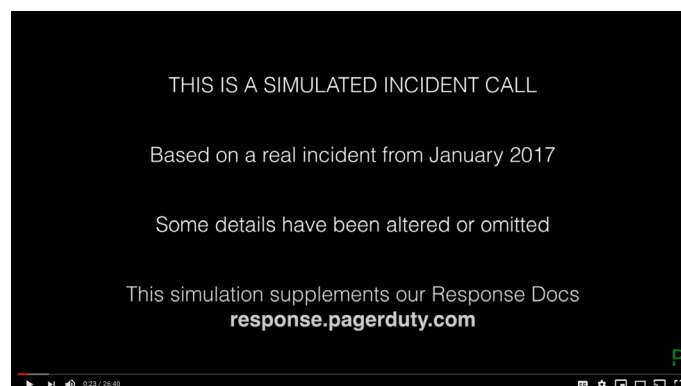 THIS IS A SIMULATED INCIDENT CALL
Based on a real incident from January 2017
Some details have been altered or omitted
This simulation supplements our Response Docs
response.pagerduty.com
P
0:23 / 26:40